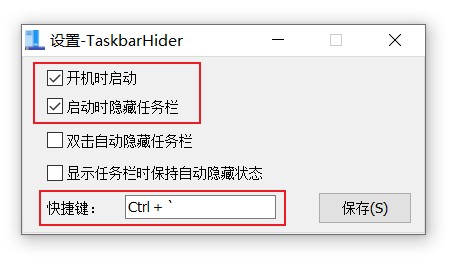 设置-TaskbarHider
开机时启动
启动时隐藏任务栏
双击自动隐藏任务栏
显示任务栏时保持自动隐藏状态
快捷键： Ctrl + ` 保存(S)